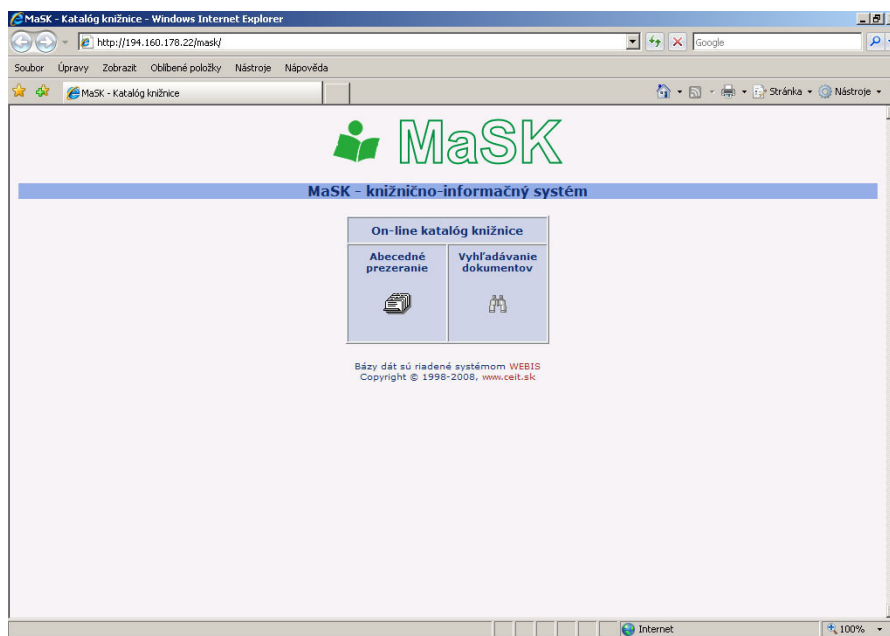 MaSK - Katalóg knižnice - Windows Internet Explorer
http://194.160.178.22/mask/
Google
Soubor Úpravy Zobrazit Oblíbené položky Nástroje Nápověda
MaSK - Katalóg knižnice
Stránka
Nástroje
MaSK
MaSK - knižnično-informačný systém
On-line katalóg knižnice
Abecedné
prezeranie
Vyhľadávanie
dokumentov
Bázy dát sú riadené systémom WEBIS
Copyright © 1998-2008, www.ceit.sk
Internet
100%